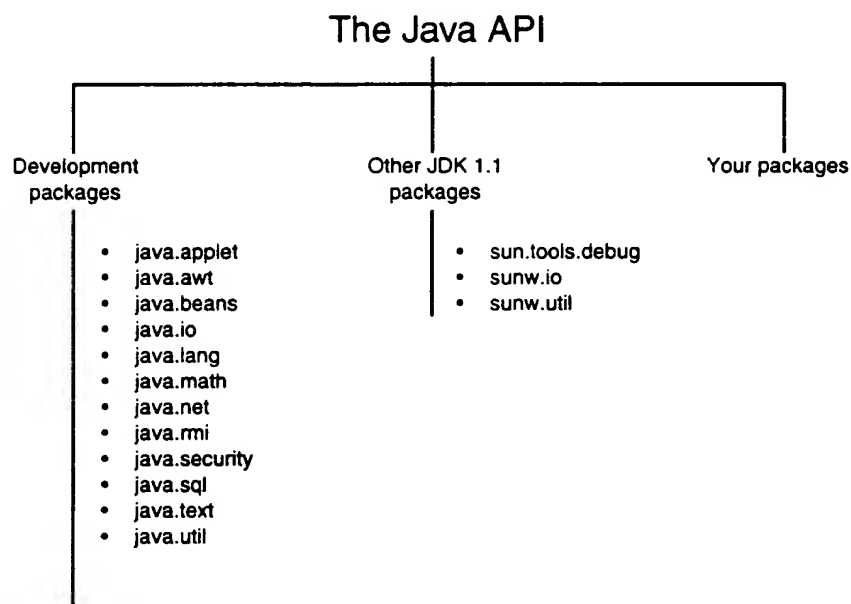 The Java API
Development
packages
Other JDK 1.1
packages
Your packages
• java.applet
• java.awt
• java.beans
• java.io
• java.lang
• java.math
• java.net
• java.rmi
• java.security
• java.sql
• java.text
• java.util
• sun.tools.debug
• sunw.io
• sunw.util